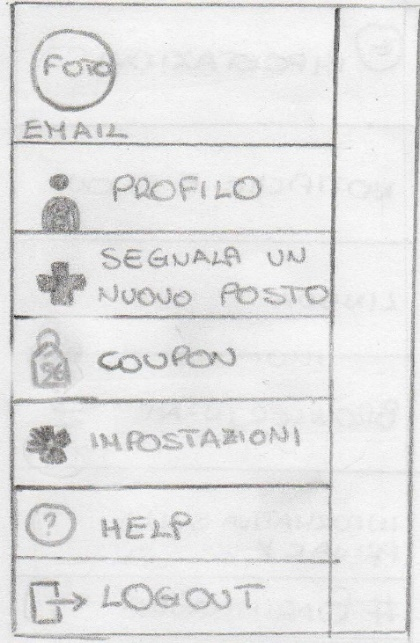 FOTO
EMAIL
PROFILO
SEGNALA UN
NUOVO POSTO
COUPON
IMPOSTAZIONI
?
HELP
LOGOUT